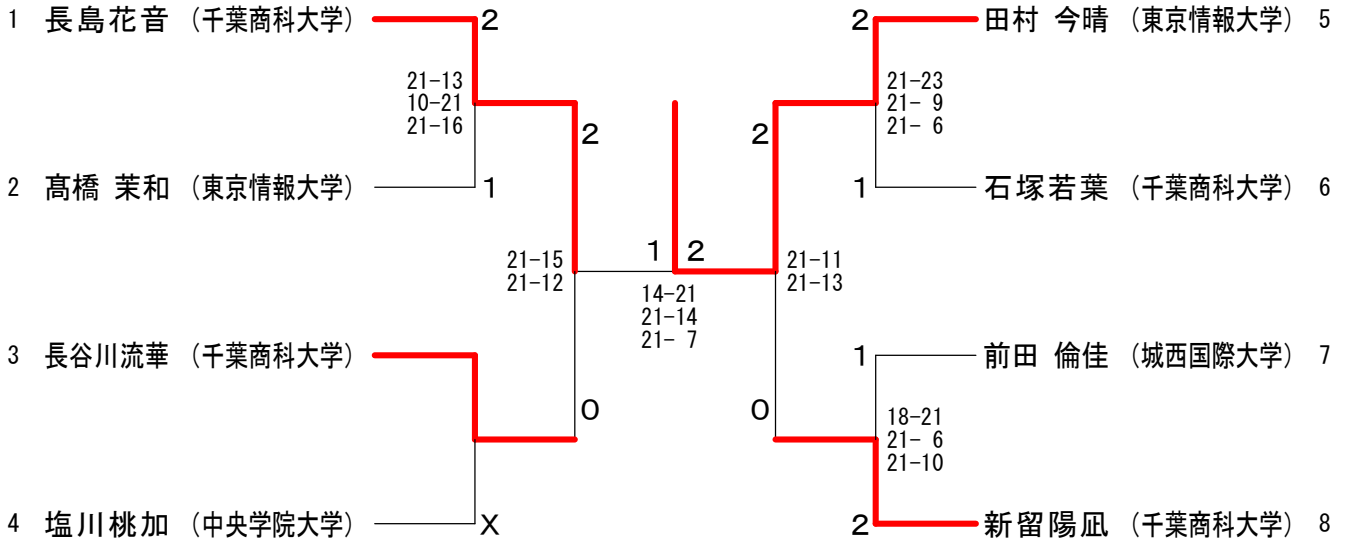 1 長島花音 (千葉商科大学) 2
21-13
10-21
21-16
2 髙橋 茉和 (東京情報大学) 1
2
21-15
21-12
3 長谷川流華 (千葉商科大学)
0
4 塩川桃加 (中央学院大学) X
1 2
14-21
21-14
21- 7
2 田村 今晴 (東京情報大学) 5
21-23
21- 9
21- 6
1 石塚若葉 (千葉商科大学) 6
2
21-11
21-13
1 前田 倫佳 (城西国際大学) 7
0
18-21
21- 6
21-10
2 新留陽凪 (千葉商科大学) 8